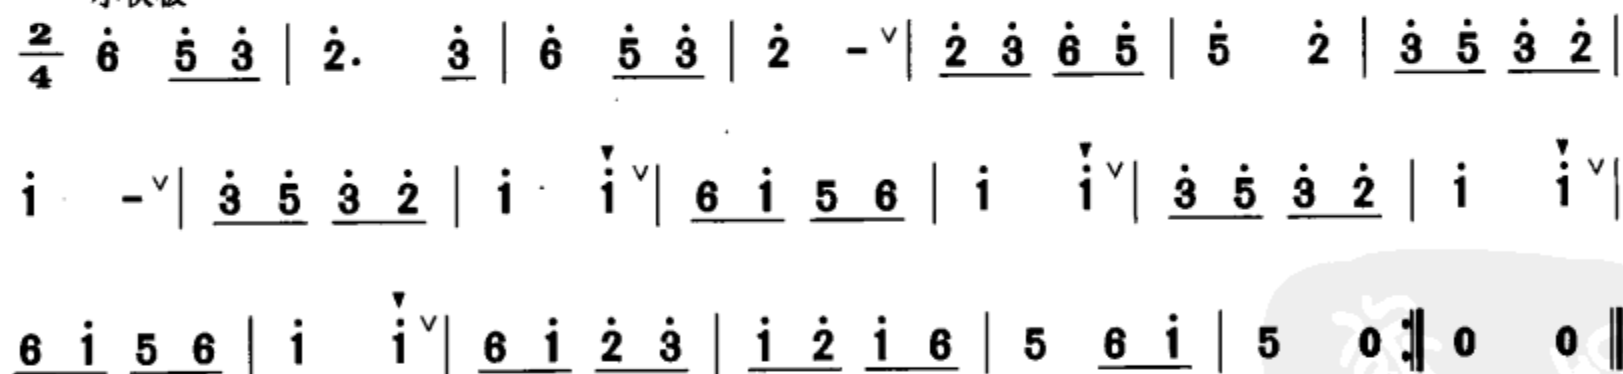 2/4 6̇ 5̇ 3̇ | 2̇. 3̇ | 6̇ 5̇ 3̇ | 2̇ - ∨ | 2̇ 3̇ 6̇ 5̇ | 5̇ 2̇ | 3̇ 5̇ 3̇ 2̇ |
1̇ - ∨ | 3̇ 5̇ 3̇ 2̇ | 1̇ 1̇ ∨ | 6 1̇ 5 6 | 1̇ 1̇ ∨ | 3̇ 5̇ 3̇ 2̇ | 1̇ 1̇ ∨ |
6 1̇ 5 6 | 1̇ 1̇ ∨ | 6 1̇ 2̇ 3̇ | 1̇ 2̇ 1̇ 6 | 5 6 1̇ | 5 0 :‖ 0 0 ‖